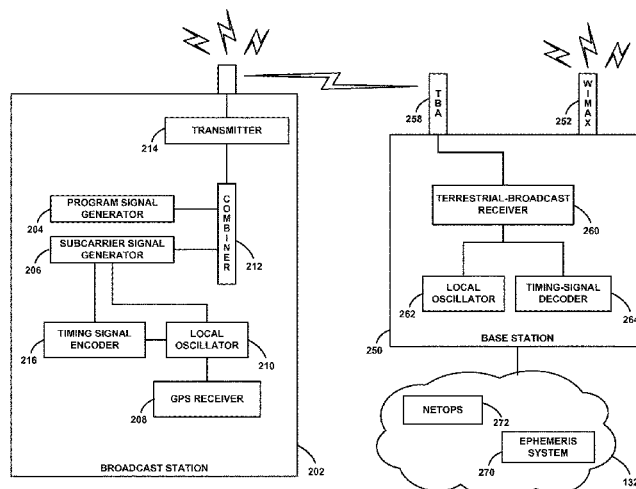 TRANSMITTER
214
PROGRAM SIGNAL
GENERATOR
204
SUBCARRIER SIGNAL
GENERATOR
206
COMBINER
212
TIMING SIGNAL
ENCODER
216
LOCAL
OSCILLATOR
210
GPS RECEIVER
208
BROADCAST STATION
202
TBA
258
WIMAX
252
TERRESTRIAL-BROADCAST
RECEIVER
260
LOCAL
OSCILLATOR
262
TIMING-SIGNAL
DECODER
264
BASE STATION
250
NETOPS
272
EPHEMERIS
SYSTEM
270
132